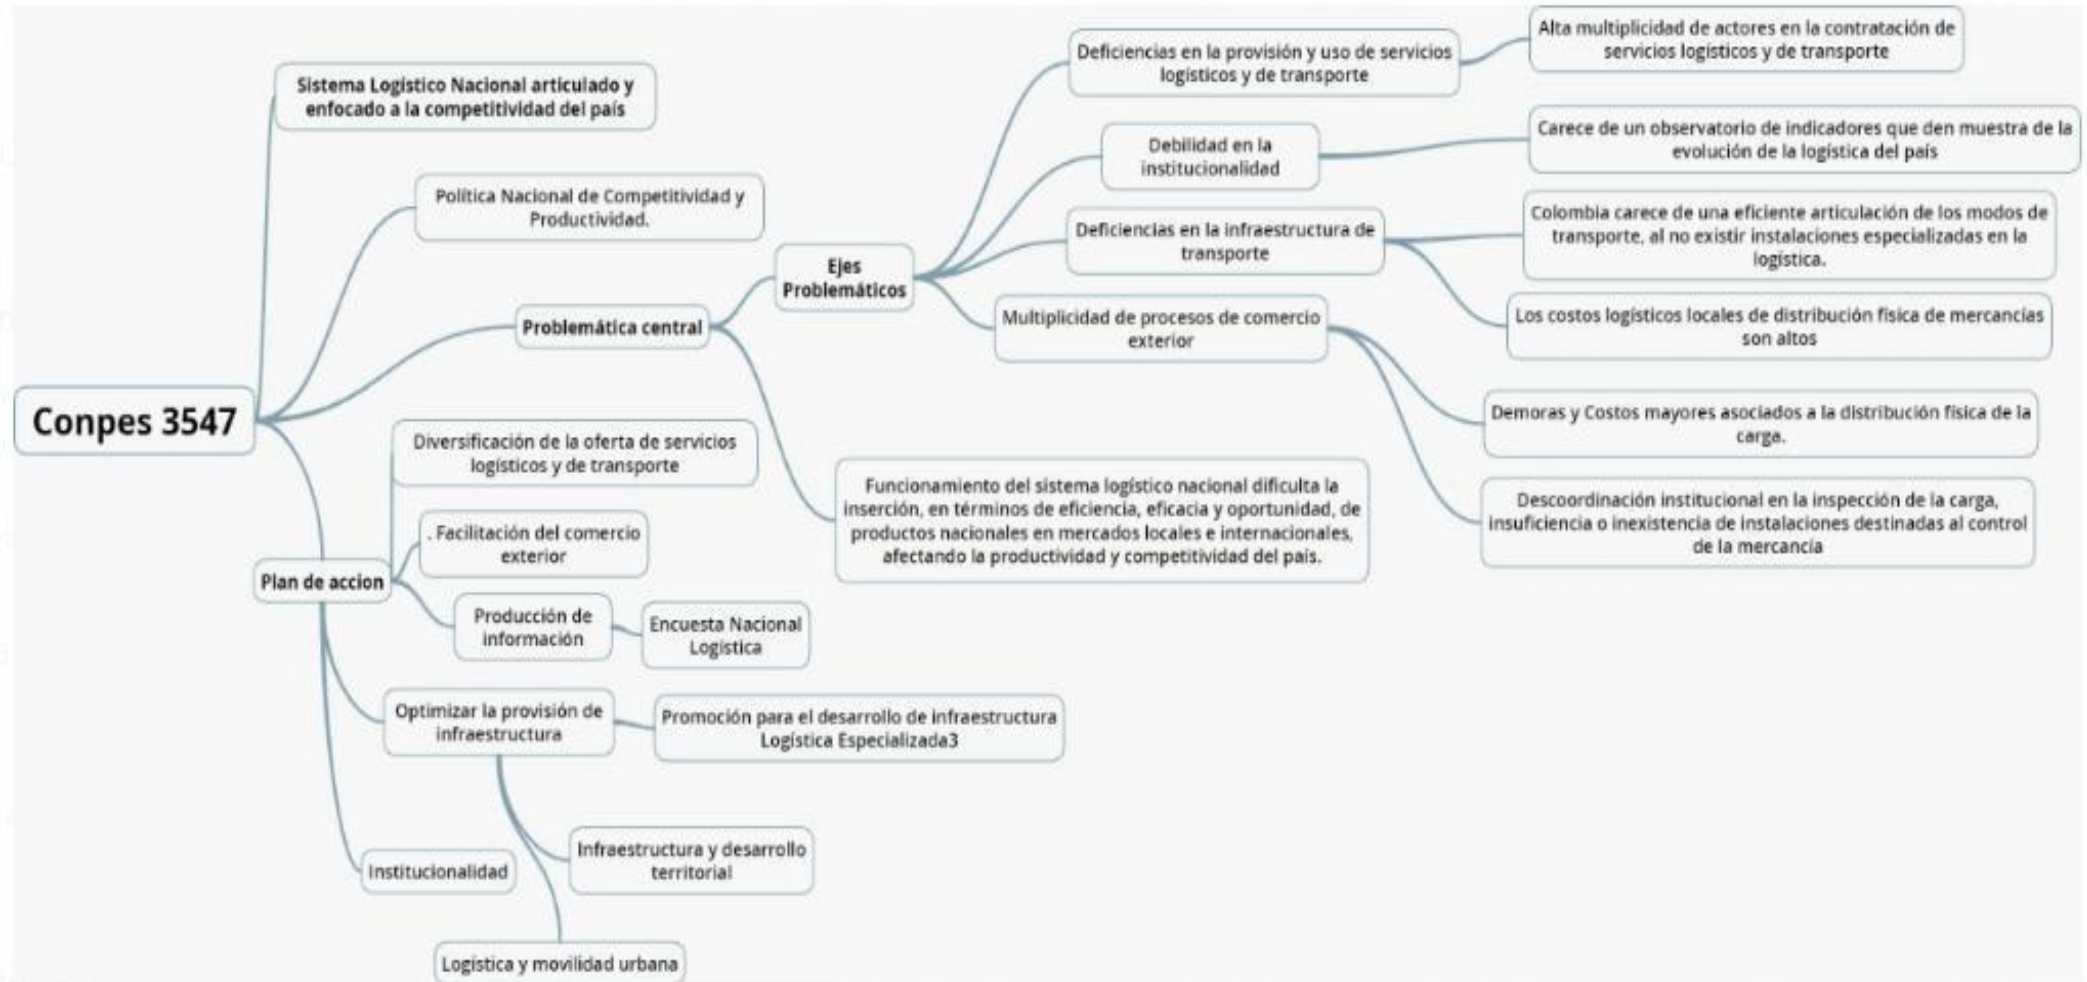 Conpes 3547
Sistema Logístico Nacional articulado y
enfocado a la competitividad del país
Política Nacional de Competitividad y
Productividad.
Problemática central
Ejes
Problemáticos
Deficiencias en la provisión y uso de servicios
logísticos y de transporte
Alta multiplicidad de actores en la contratación de
servicios logísticos y de transporte
Debilidad en la
institucionalidad
Carece de un observatorio de indicadores que den muestra de la
evolución de la logística del país
Deficiencias en la infraestructura de
transporte
Colombia carece de una eficiente articulación de los modos de
transporte, al no existir instalaciones especializadas en la
logística.
Los costos logísticos locales de distribución física de mercancías
son altos
Multiplicidad de procesos de comercio
exterior
Demoras y Costos mayores asociados a la distribución física de la
carga.
Descoordinación institucional en la inspección de la carga,
insuficiencia o inexistencia de instalaciones destinadas al control
de la mercancía
Funcionamiento del sistema logístico nacional dificulta la
inserción, en términos de eficiencia, eficacia y oportunidad, de
productos nacionales en mercados locales e internacionales,
afectando la productividad y competitividad del país.
Plan de accion
Diversificación de la oferta de servicios
logísticos y de transporte
. Facilitación del comercio
exterior
Producción de
información
Encuesta Nacional
Logística
Optimizar la provisión de
infraestructura
Promoción para el desarrollo de infraestructura
Logística Especializada3
Infraestructura y desarrollo
territorial
Logística y movilidad urbana
Institucionalidad